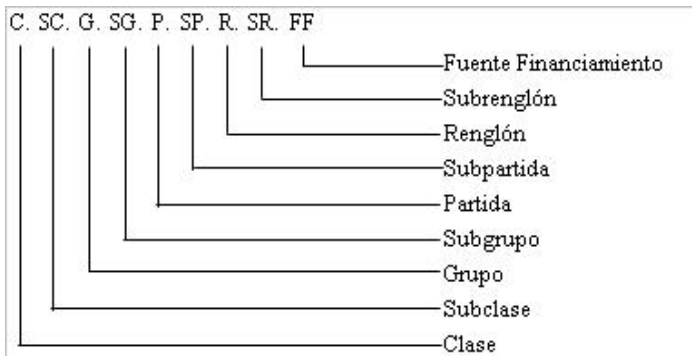 C. SC. G. SG. P. SP. R. SR. FF
Fuente Financiamiento
Subrenglón
Renglón
Subpartida
Partida
Subgrupo
Grupo
Subclase
Clase